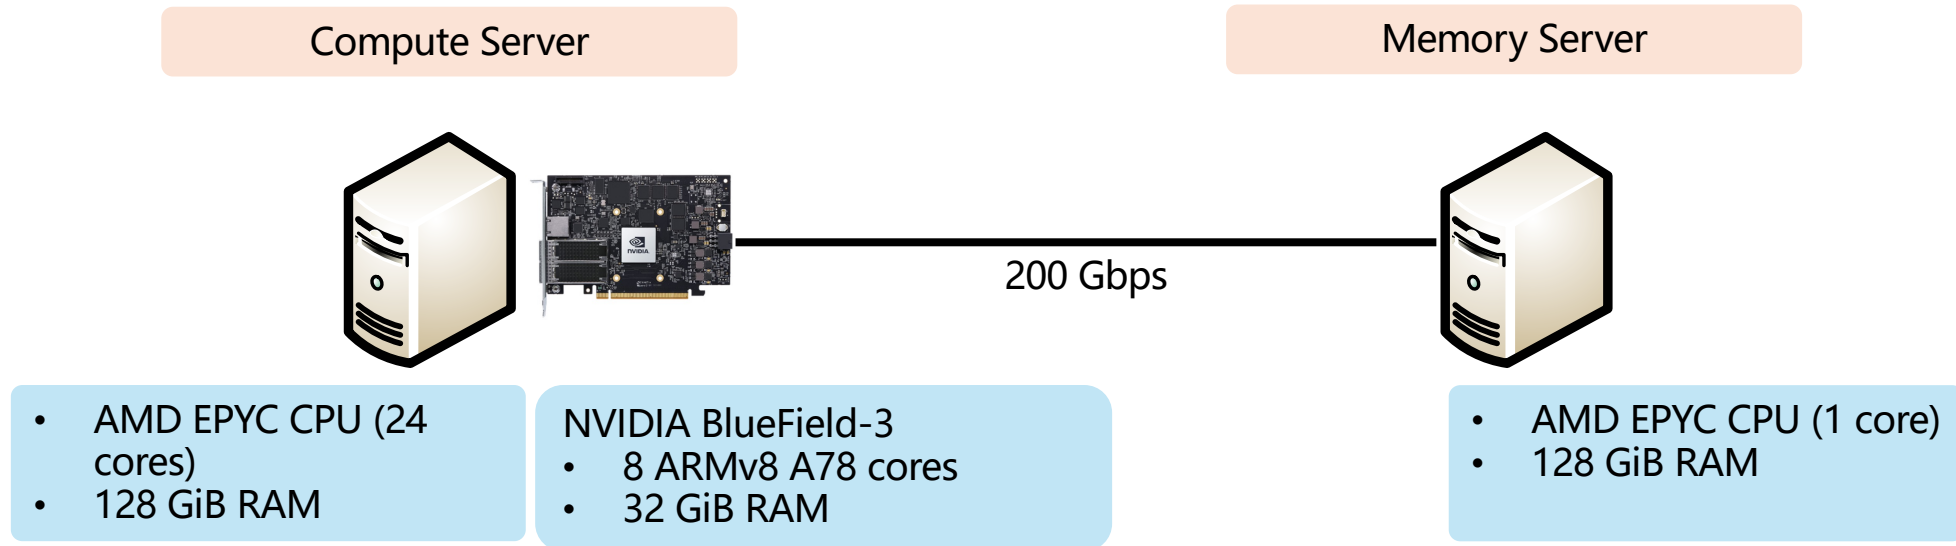 Compute Server
Memory Server
NVIDIA
200 Gbps
• AMD EPYC CPU (24
cores)
• 128 GiB RAM
NVIDIA BlueField-3
• 8 ARMv8 A78 cores
• 32 GiB RAM
• AMD EPYC CPU (1 core)
• 128 GiB RAM